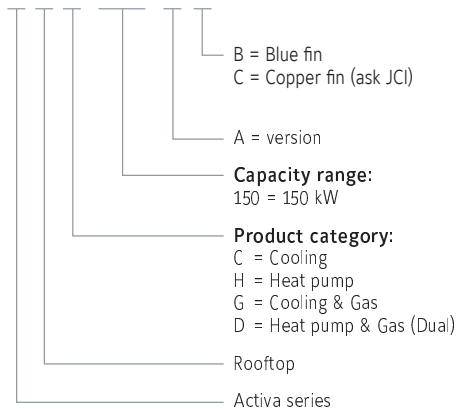 B = Blue fin
C = Copper fin (ask JCI)
A = version
Capacity range:
150 = 150 kW
Product category:
C = Cooling
H = Heat pump
G = Cooling & Gas
D = Heat pump & Gas (Dual)
Rooftop
Activa series